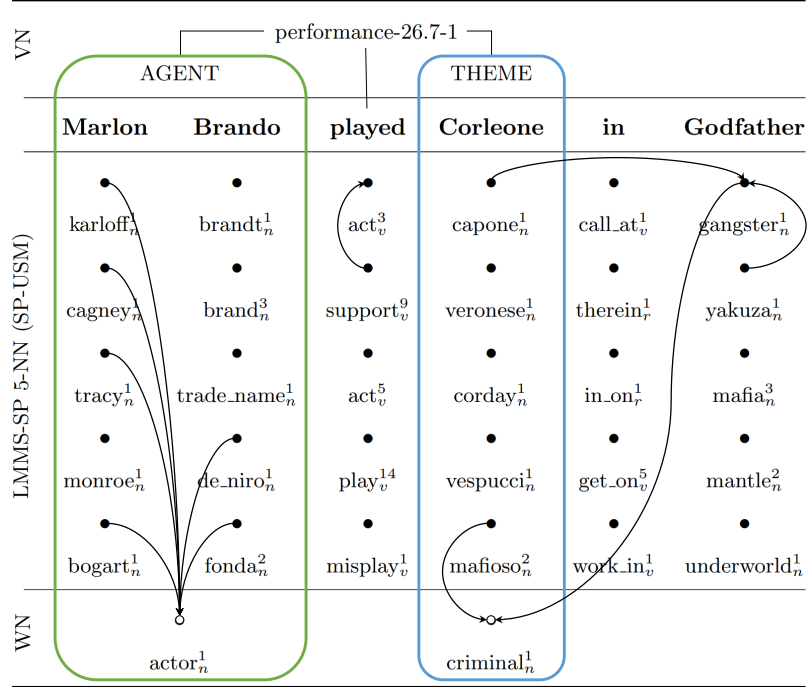 VN
performance-26.7-1
AGENT THEME
Marlon Brando played Corleone in Godfather
LMMS-SP 5-NN (SP-USM)
karloff¹ₙ brandt¹ₙ act³ᵥ capone¹ₙ call_at¹ᵥ gangster¹ₙ
cagney¹ₙ brand³ₙ support⁹ᵥ veronese¹ₙ therein¹ᵣ yakuza¹ₙ
tracy¹ₙ trade_name¹ₙ act⁵ᵥ corday¹ₙ in_on¹ᵣ mafia³ₙ
monroe¹ₙ de_niro¹ₙ play¹⁴ᵥ vespucci¹ₙ get_on⁵ᵥ mantle²ₙ
bogart¹ₙ fonda²ₙ misplay¹ᵥ mafioso²ₙ work_in¹ᵥ underworld¹ₙ
WN
actor¹ₙ criminal¹ₙ